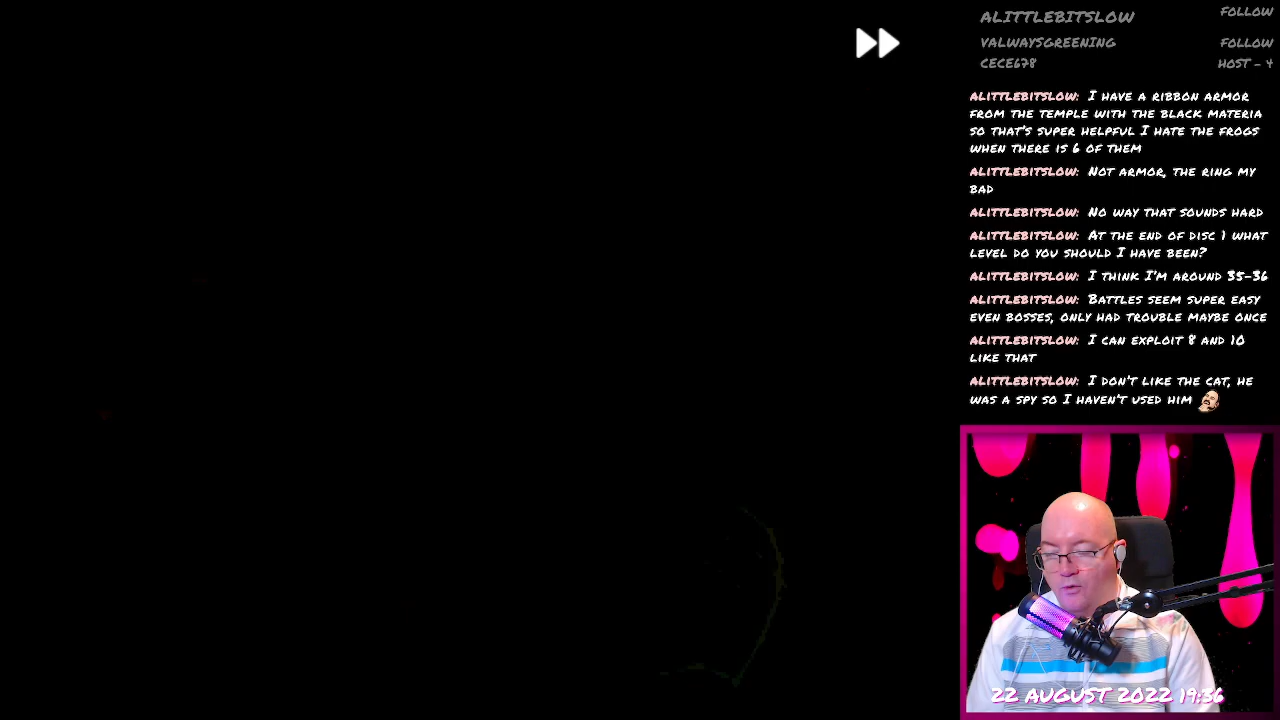 ALITTLEBITSLOW FOLLOW
VALWAYSGREENING FOLLOW
CECE678 HOST - 4
ALITTLEBITSLOW: I HAVE A RIBBON ARMOR
FROM THE TEMPLE WITH THE BLACK MATERIA
SO THAT'S SUPER HELPFUL I HATE THE FROGS
WHEN THERE IS 6 OF THEM
ALITTLEBITSLOW: NOT ARMOR, THE RING MY
BAD
ALITTLEBITSLOW: NO WAY THAT SOUNDS HARD
ALITTLEBITSLOW: AT THE END OF DISC 1 WHAT
LEVEL DO YOU SHOULD I HAVE BEEN?
ALITTLEBITSLOW: I THINK I'M AROUND 35-36
ALITTLEBITSLOW: BATTLES SEEM SUPER EASY
EVEN BOSSES, ONLY HAD TROUBLE MAYBE ONCE
ALITTLEBITSLOW: I CAN EXPLOIT 8 AND 10
LIKE THAT
ALITTLEBITSLOW: I DON'T LIKE THE CAT, HE
WAS A SPY SO I HAVEN'T USED HIM
22 AUGUST 2022 19:36